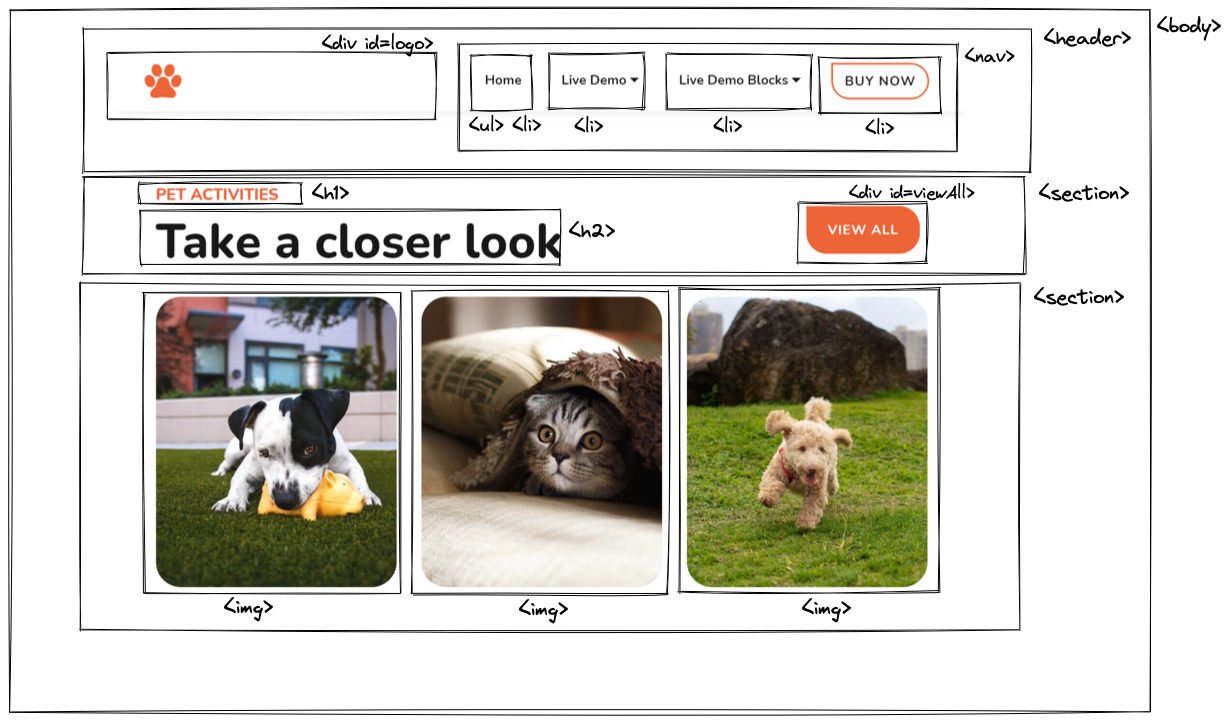 <body>
<div id=logo>
<header>
<nav>
Home
Live Demo
Live Demo Blocks
BUY NOW
<ul> <li>
<li>
<li>
<li>
PET ACTIVITIES
<h1>
<div id=viewAll>
<section>
Take a closer look
<h2>
VIEW ALL
<section>
<img>
<img>
<img>